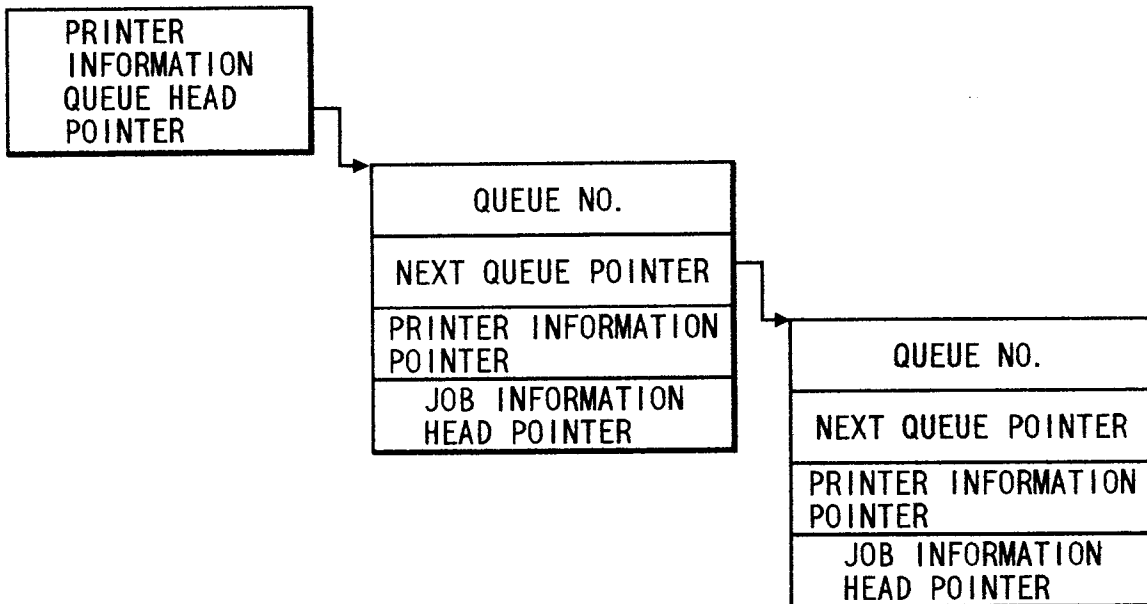 PRINTER
INFORMATION
QUEUE HEAD
POINTER
QUEUE NO.
NEXT QUEUE POINTER
PRINTER INFORMATION
POINTER
JOB INFORMATION
HEAD POINTER
QUEUE NO.
NEXT QUEUE POINTER
PRINTER INFORMATION
POINTER
JOB INFORMATION
HEAD POINTER